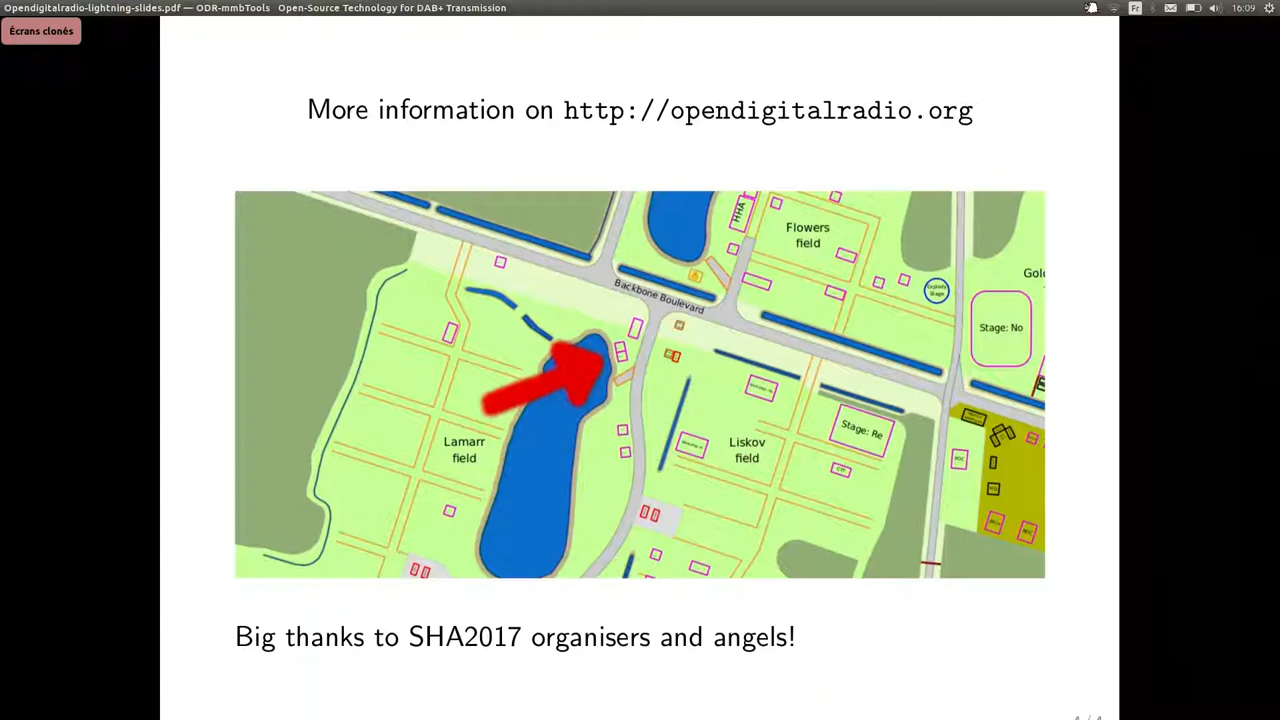 Opendigitalradio-lightning-slides.pdf — ODR-mmbTools   Open-Source Technology for DAB+ Transmission
Fr
16:09
Écrans clonés
More information on http://opendigitalradio.org
HHA
Flowers
field
Backbone Boulevard
Stage: No
Stage: Re
Lamarr
field
Liskov
field
Big thanks to SHA2017 organisers and angels!